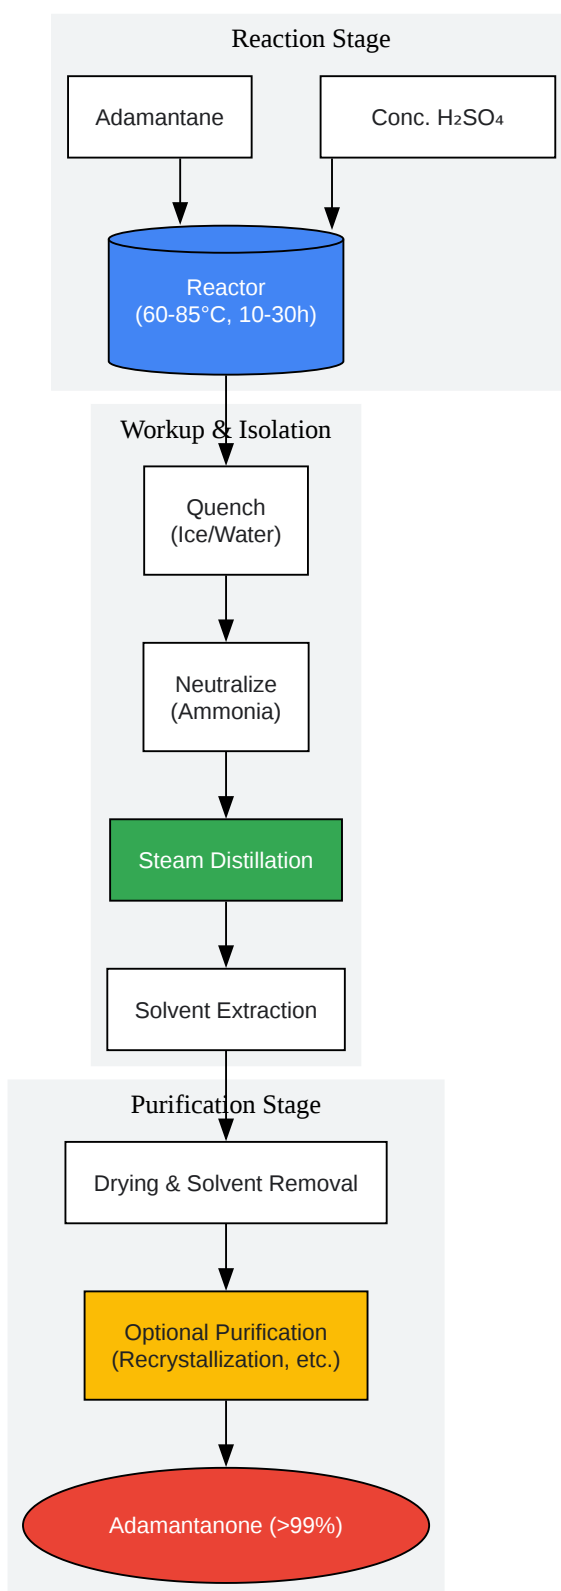 Reaction Stage
Adamantane
Conc. H₂SO₄
Reactor
(60-85°C, 10-30h)
Workup & Isolation
Quench
(Ice/Water)
Neutralize
(Ammonia)
Steam Distillation
Solvent Extraction
Purification Stage
Drying & Solvent Removal
Optional Purification
(Recrystallization, etc.)
Adamantanone (>99%)